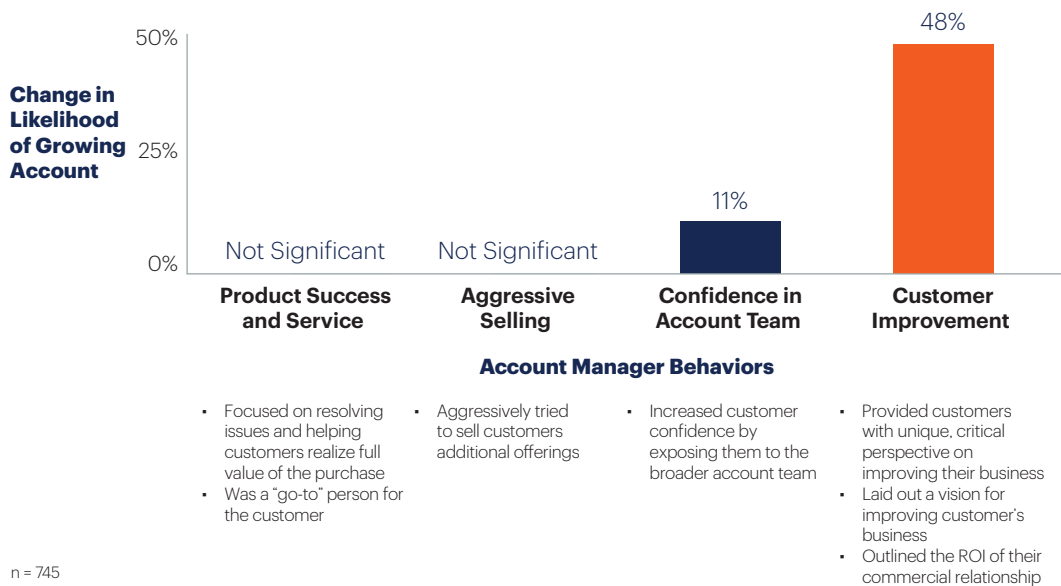 48%
50%
Change in
Likelihood
of Growing
Account
25%
11%
Not Significant
Not Significant
0%
Product Success
and Service
Aggressive
Selling
Confidence in
Account Team
Customer
Improvement
Account Manager Behaviors
▪ Focused on resolving
issues and helping
customers realize full
value of the purchase
▪ Was a “go-to” person for
the customer
▪ Aggressively tried
to sell customers
additional offerings
▪ Increased customer
confidence by
exposing them to the
broader account team
▪ Provided customers
with unique, critical
perspective on
improving their business
▪ Laid out a vision for
improving customer’s
business
▪ Outlined the ROI of their
commercial relationship
n = 745